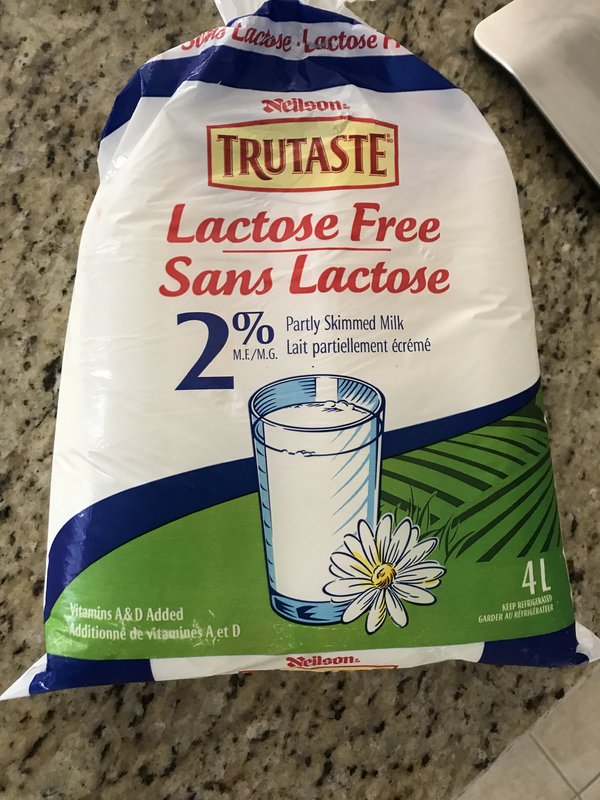 Sans Lactose • Lactose
Neilson
TRUTASTE MD
Lactose Free
Sans Lactose
2%
M.F./M.G.
Partly Skimmed Milk
Lait partiellement écrémé
Vitamins A & D Added
Additionné de vitamines A et D
4L
KEEP REFRIGERATED
GARDER AU RÉFRIGÉRATEUR
Neilson